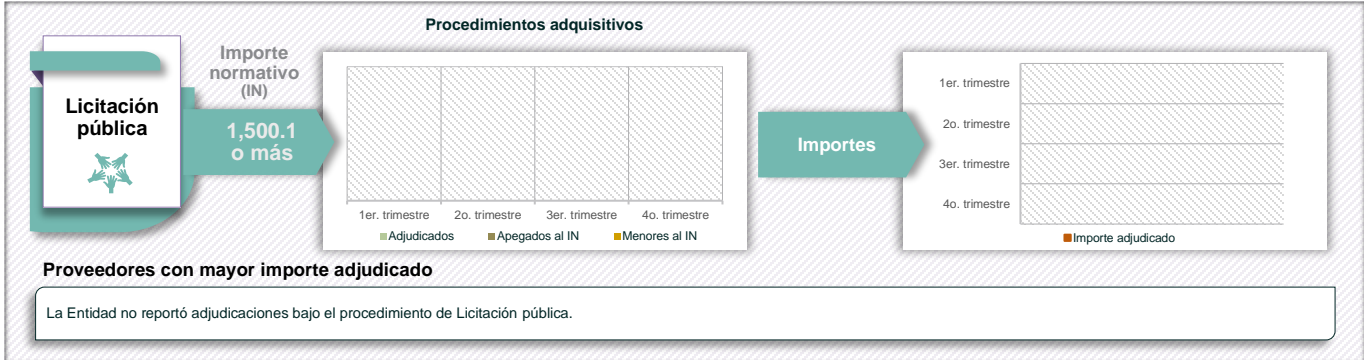 Procedimientos adquisitivos
Importe
normativo
(IN)
Licitación
pública
1,500.1
o más
1er. trimestre 2o. trimestre 3er. trimestre 4o. trimestre
Adjudicados Apegados al IN Menores al IN
Importes
1er. trimestre
2o. trimestre
3er. trimestre
4o. trimestre
Importe adjudicado
Proveedores con mayor importe adjudicado
La Entidad no reportó adjudicaciones bajo el procedimiento de Licitación pública.